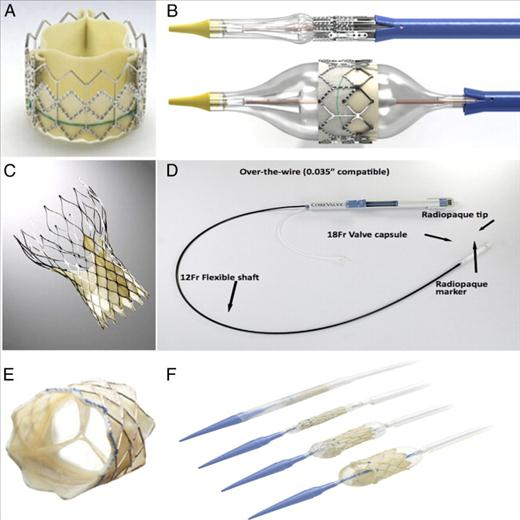 A
B
C
D
Over-the-wire (0.035” compatible)
COREVALVE
Radiopaque tip
18Fr Valve capsule
12Fr Flexible shaft
Radiopaque
marker
E
F